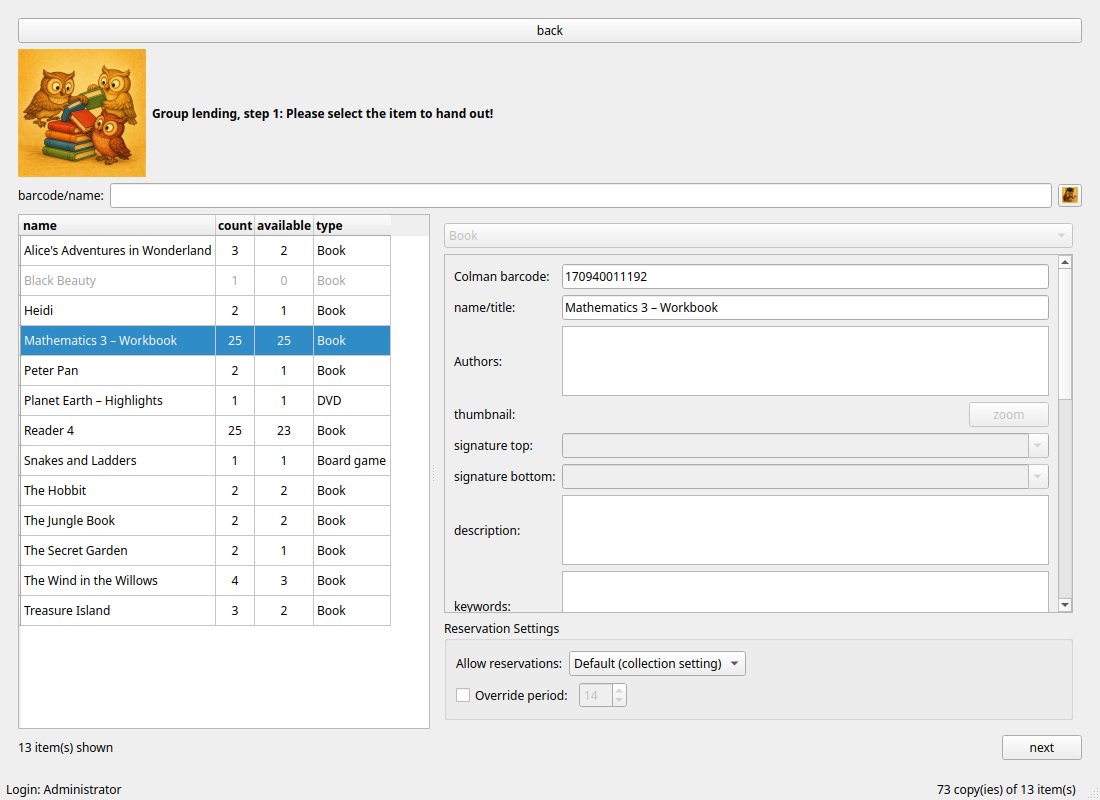 back
Group lending, step 1: Please select the item to hand out!
barcode/name:
name count available type
Alice's Adventures in Wonderland 3 2 Book
Black Beauty 1 0 Book
Heidi 2 1 Book
Mathematics 3 – Workbook 25 25 Book
Peter Pan 2 1 Book
Planet Earth – Highlights 1 1 DVD
Reader 4 25 23 Book
Snakes and Ladders 1 1 Board game
The Hobbit 2 2 Book
The Jungle Book 2 2 Book
The Secret Garden 2 1 Book
The Wind in the Willows 4 3 Book
Treasure Island 3 2 Book
13 item(s) shown
Book
Colman barcode: 170940011192
name/title: Mathematics 3 – Workbook
Authors:
thumbnail: zoom
signature top:
signature bottom:
description:
keywords:
Reservation Settings
Allow reservations: Default (collection setting)
Override period: 14
next
Login: Administrator
73 copy(ies) of 13 item(s)